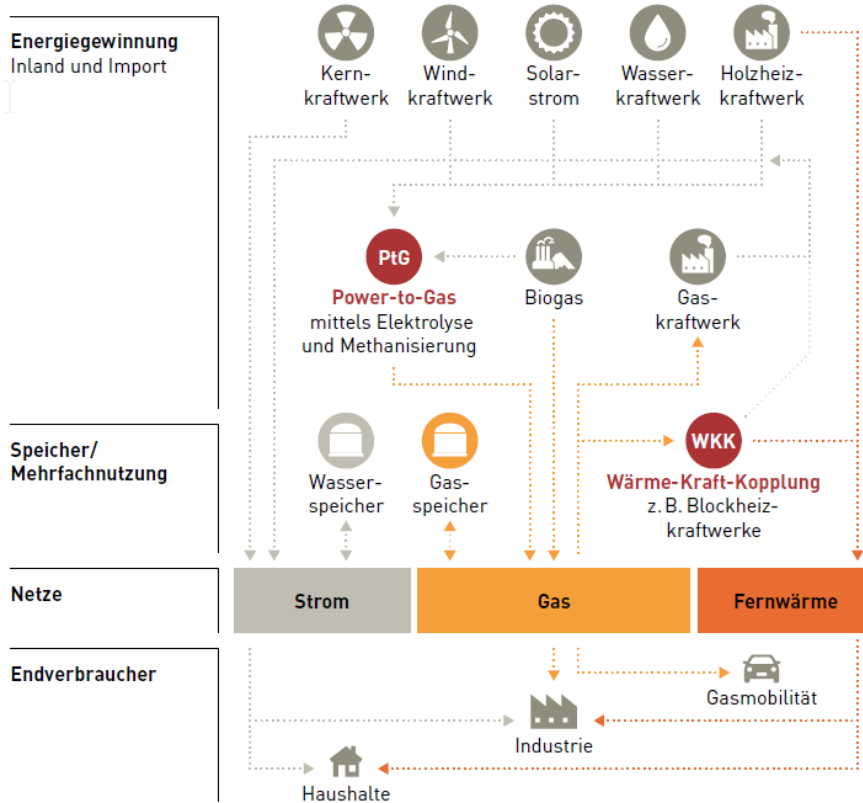 Energiegewinnung
Inland und Import
Kern-
kraftwerk
Wind-
kraftwerk
Solar-
strom
Wasser-
kraftwerk
Holzheiz-
kraftwerk
PtG
Power-to-Gas
mittels Elektrolyse
und Methanisierung
Biogas
Gas-
kraftwerk
Speicher/
Mehrfachnutzung
Wasser-
speicher
Gas-
speicher
WKK
Wärme-Kraft-Kopplung
z. B. Blockheiz-
kraftwerke
Netze
Strom
Gas
Fernwärme
Endverbraucher
Gasmobilität
Industrie
Haushalte